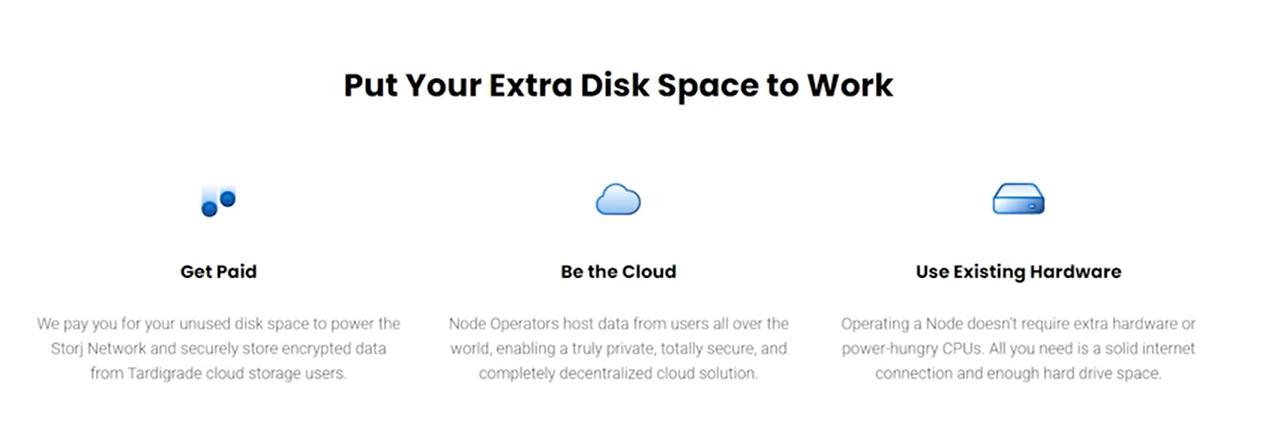 Put Your Extra Disk Space to Work
Get Paid
We pay you for your unused disk space to power the
Storj Network and securely store encrypted data
from Tardigrade cloud storage users.
Be the Cloud
Node Operators host data from users all over the
world, enabling a truly private, totally secure, and
completely decentralized cloud solution.
Use Existing Hardware
Operating a Node doesn't require extra hardware or
power-hungry CPUs. All you need is a solid internet
connection and enough hard drive space.